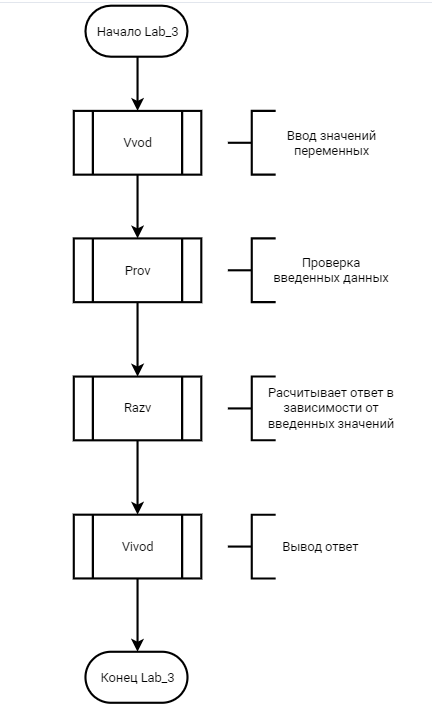 Начало Lab_3
Vvod
Ввод значений
переменных
Prov
Проверка
введенных данных
Razv
Расчитывает ответ в
зависимости от
введенных значений
Vivod
Вывод ответ
Конец Lab_3